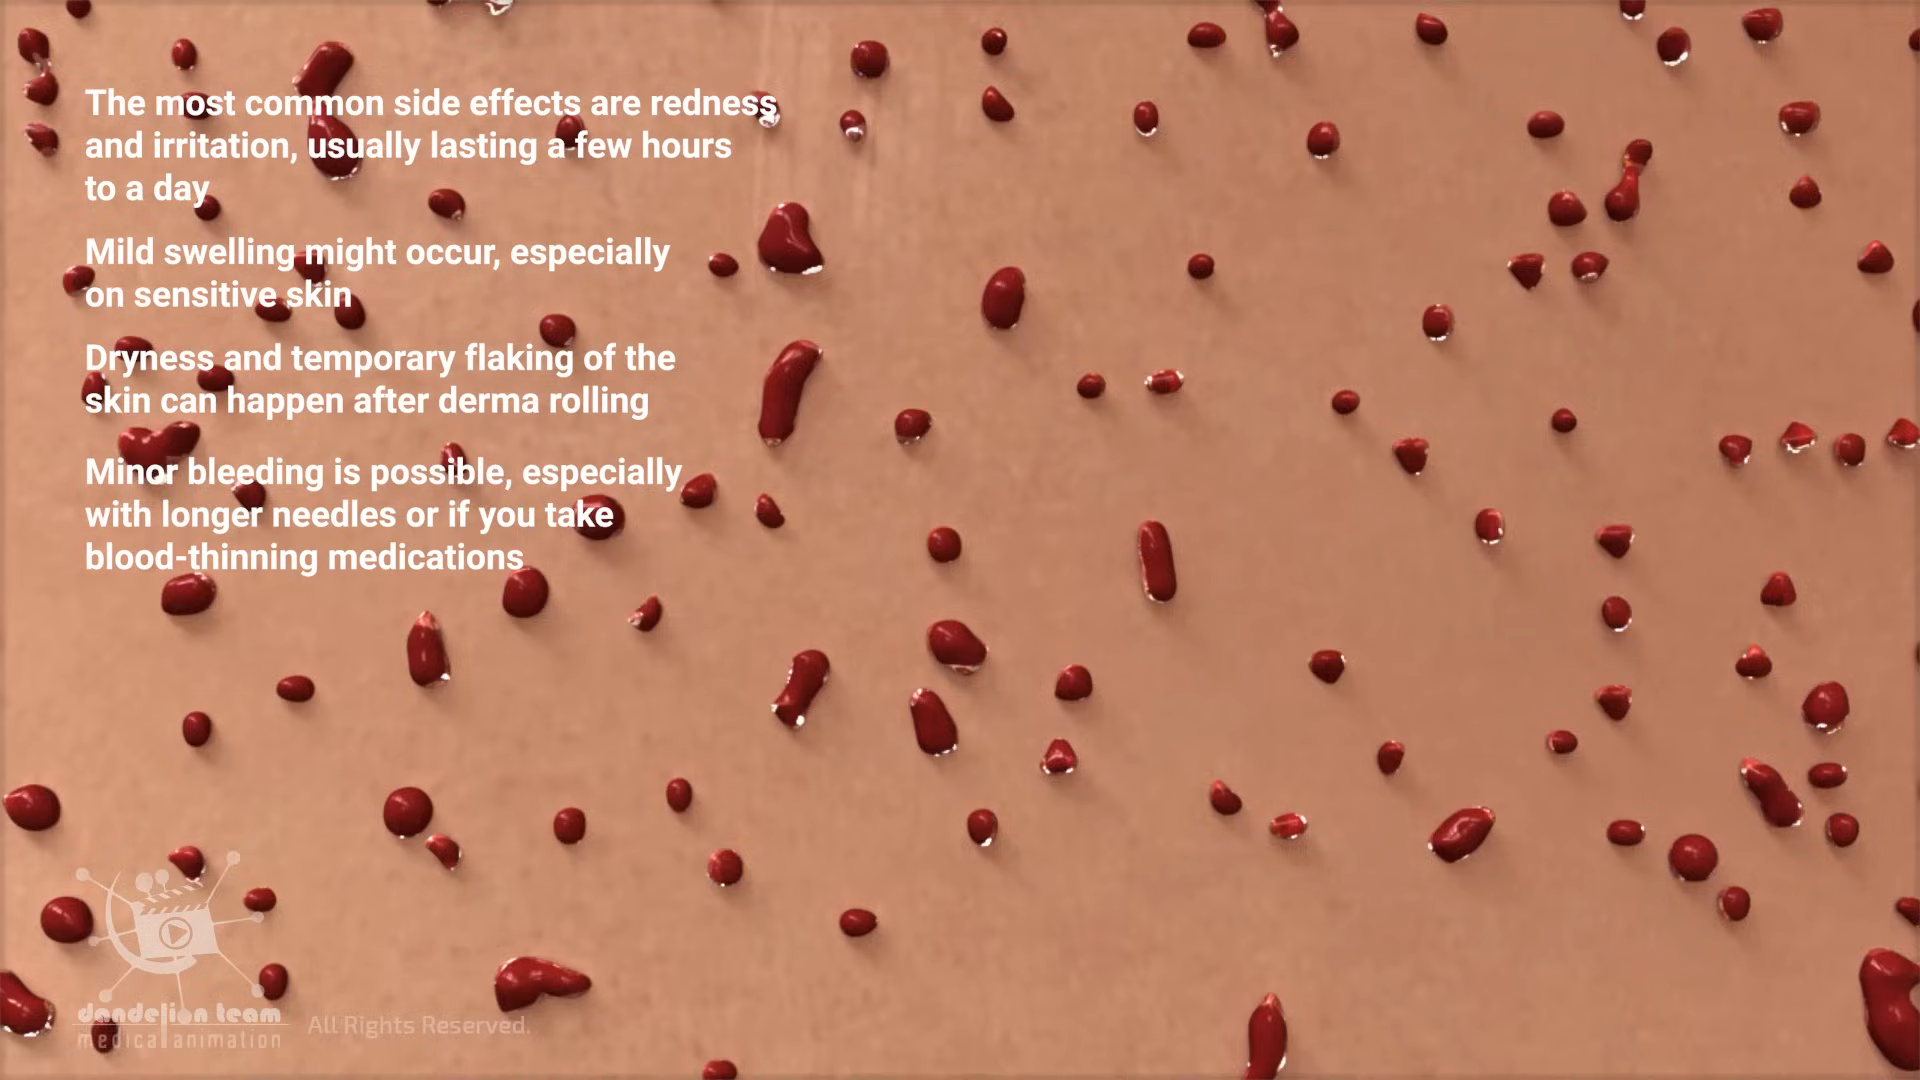 The most common side effects are redness
and irritation, usually lasting a few hours
to a day
Mild swelling might occur, especially
on sensitive skin
Dryness and temporary flaking of the
skin can happen after derma rolling
Minor bleeding is possible, especially
with longer needles or if you take
blood-thinning medications
dandelion team
medical animation
All Rights Reserved.